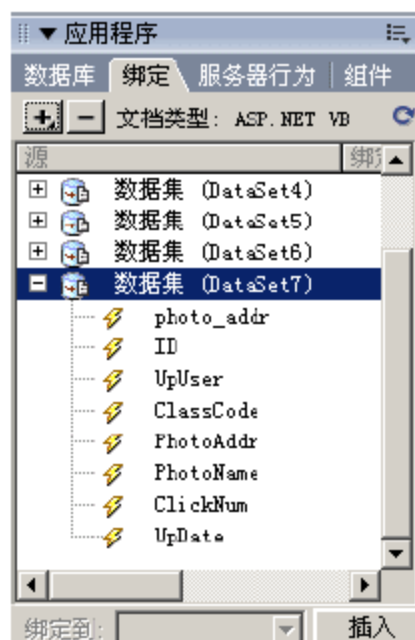 应用程序
数据库 绑定 服务器行为 组件
文档类型: ASP.NET VB
源 绑
数据集 (DataSet4)
数据集 (DataSet5)
数据集 (DataSet6)
数据集 (DataSet7)
photo_addr
ID
UpUser
ClassCode
PhotoAddr
PhotoName
ClickNum
UpDate
绑定到: 插入